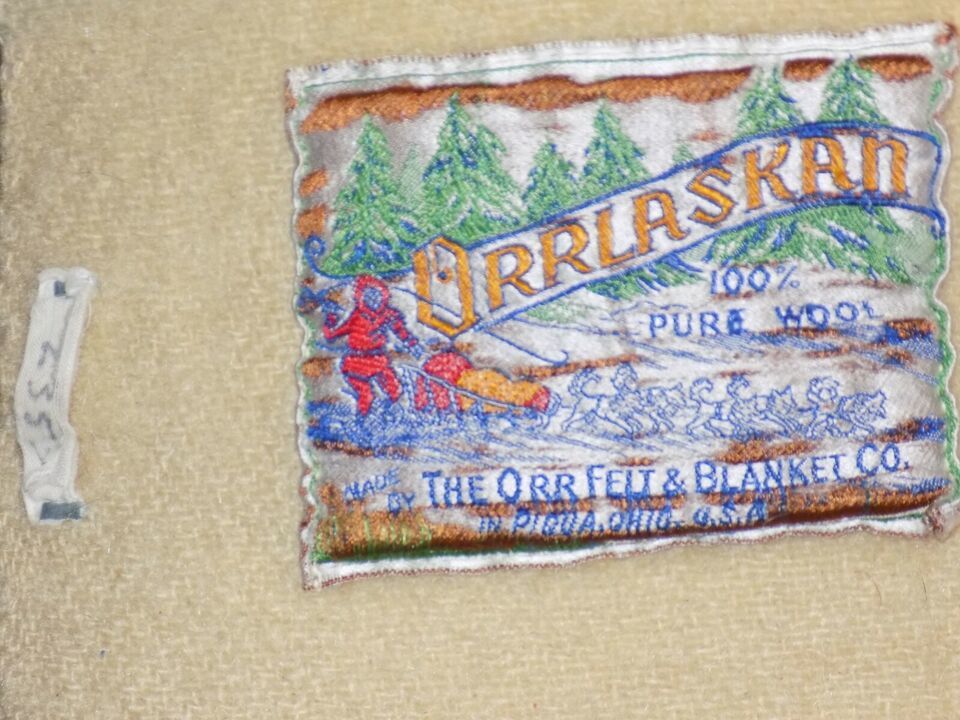 ORRLASKAN
100%
PURE WOOL
MADE
BY THE ORR FELT & BLANKET CO.
IN PIQUA, OHIO. U.S.A